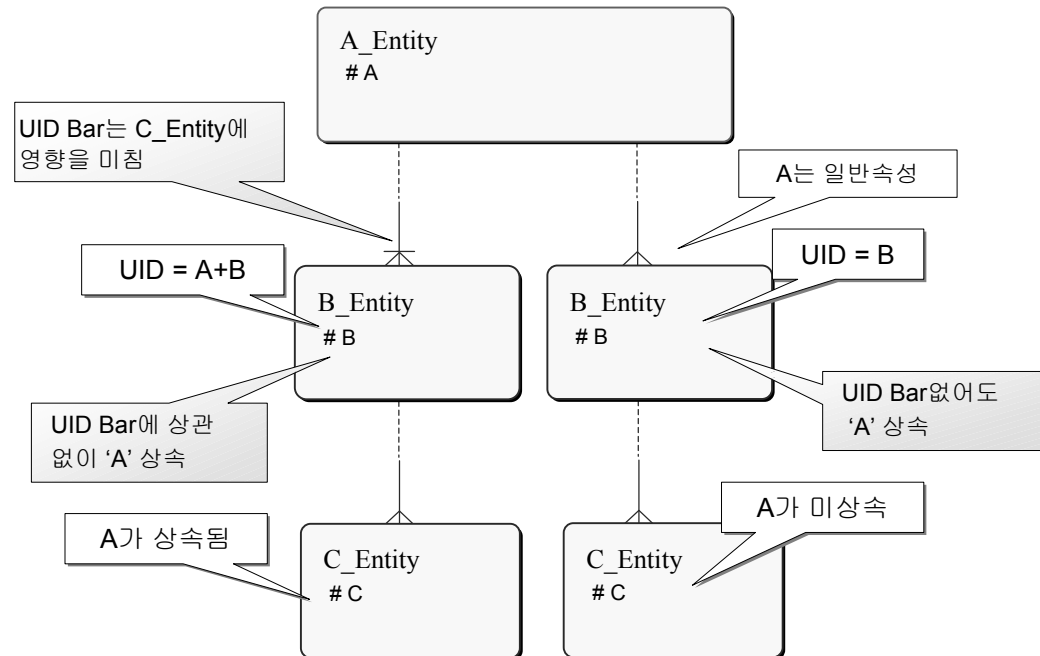 A_Entity
# A
UID Bar는 C_Entity에
영향을 미침
A는 일반속성
UID = A+B
UID = B
B_Entity
# B
B_Entity
# B
UID Bar에 상관
없이 ‘A’ 상속
UID Bar없어도
‘A’ 상속
A가 상속됨
A가 미상속
C_Entity
# C
C_Entity
# C